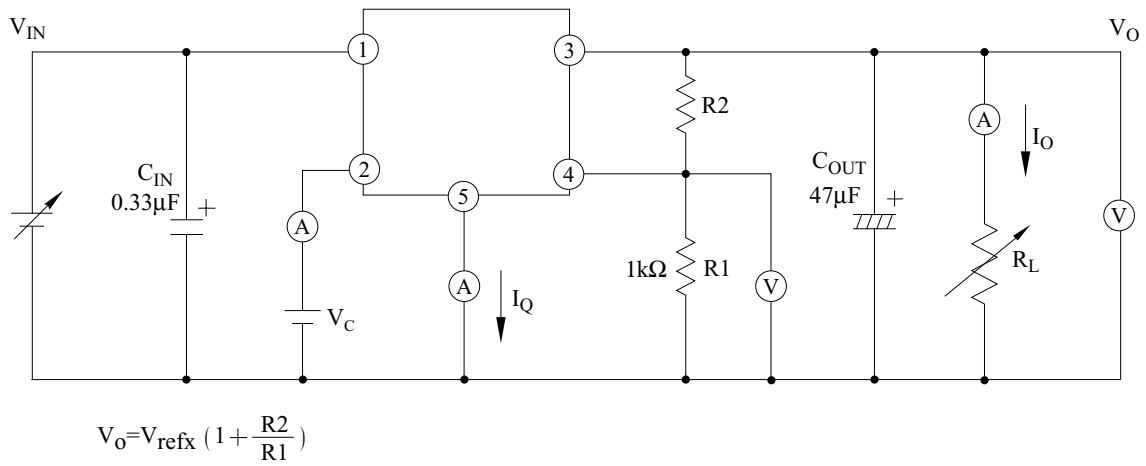 V_IN
V_O
1
3
R2
A
I_O
C_IN
0.33μF
+
2
4
5
C_OUT
47μF
+
A
V
R_L
1kΩ
R1
V
A
I_Q
V_C
V_O=V_refx (1+R2/R1)